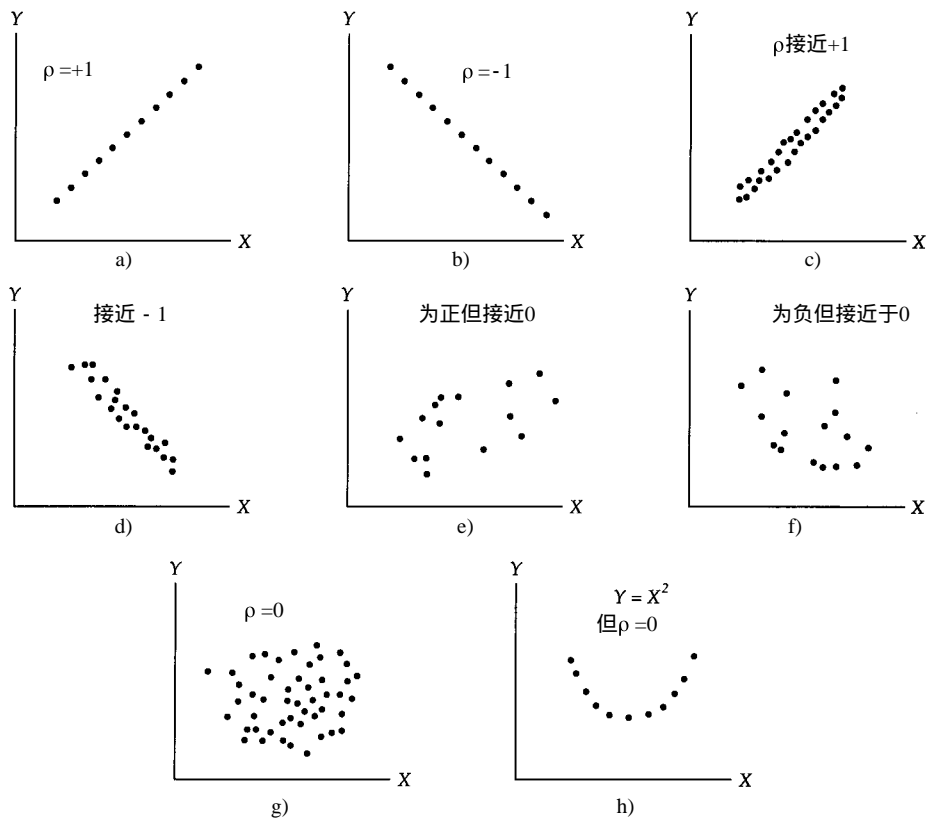 Y
ρ =+1
X
a)
Y
ρ =-1
X
b)
Y
ρ接近+1
X
c)
Y
接近 - 1
X
d)
Y
为正但接近0
X
e)
Y
为负但接近于0
X
f)
Y
ρ =0
X
g)
Y
Y = X²
但ρ =0
X
h)